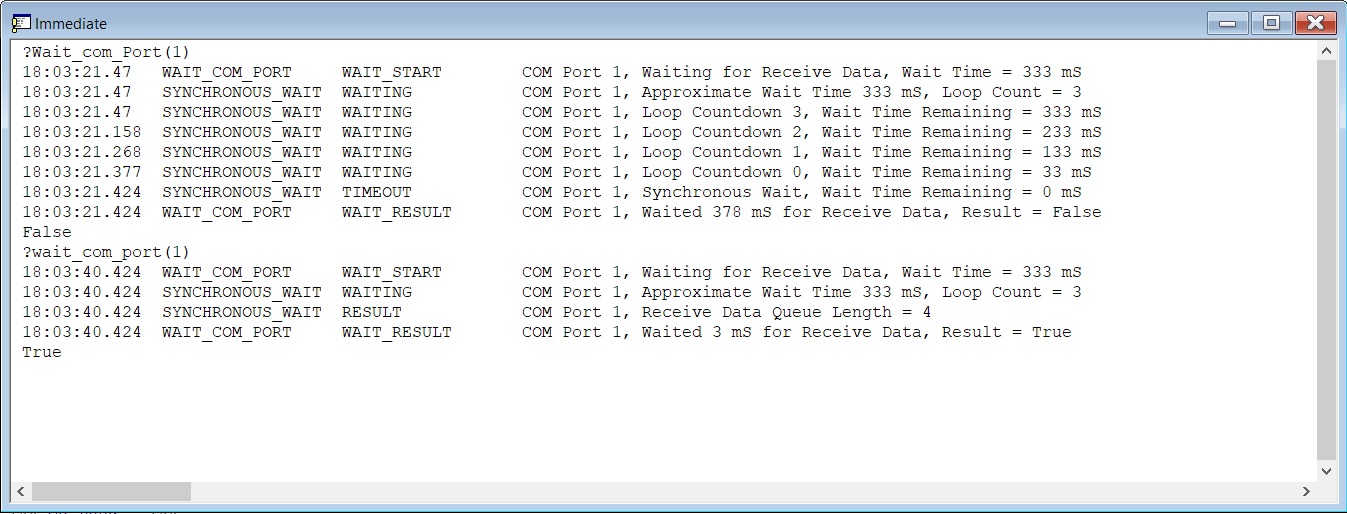 Immediate
?Wait_com_Port(1)
18:03:21.47   WAIT_COM_PORT     WAIT_START        COM Port 1, Waiting for Receive Data, Wait Time = 333 mS
18:03:21.47   SYNCHRONOUS_WAIT  WAITING           COM Port 1, Approximate Wait Time 333 mS, Loop Count = 3
18:03:21.47   SYNCHRONOUS_WAIT  WAITING           COM Port 1, Loop Countdown 3, Wait Time Remaining = 333 mS
18:03:21.158  SYNCHRONOUS_WAIT  WAITING           COM Port 1, Loop Countdown 2, Wait Time Remaining = 233 mS
18:03:21.268  SYNCHRONOUS_WAIT  WAITING           COM Port 1, Loop Countdown 1, Wait Time Remaining = 133 mS
18:03:21.377  SYNCHRONOUS_WAIT  WAITING           COM Port 1, Loop Countdown 0, Wait Time Remaining = 33 mS
18:03:21.424  SYNCHRONOUS_WAIT  TIMEOUT           COM Port 1, Synchronous Wait, Wait Time Remaining = 0 mS
18:03:21.424  WAIT_COM_PORT     WAIT_RESULT       COM Port 1, Waited 378 mS for Receive Data, Result = False
False
?wait_com_port(1)
18:03:40.424  WAIT_COM_PORT     WAIT_START        COM Port 1, Waiting for Receive Data, Wait Time = 333 mS
18:03:40.424  SYNCHRONOUS_WAIT  WAITING           COM Port 1, Approximate Wait Time 333 mS, Loop Count = 3
18:03:40.424  SYNCHRONOUS_WAIT  RESULT            COM Port 1, Receive Data Queue Length = 4
18:03:40.424  WAIT_COM_PORT     WAIT_RESULT       COM Port 1, Waited 3 mS for Receive Data, Result = True
True